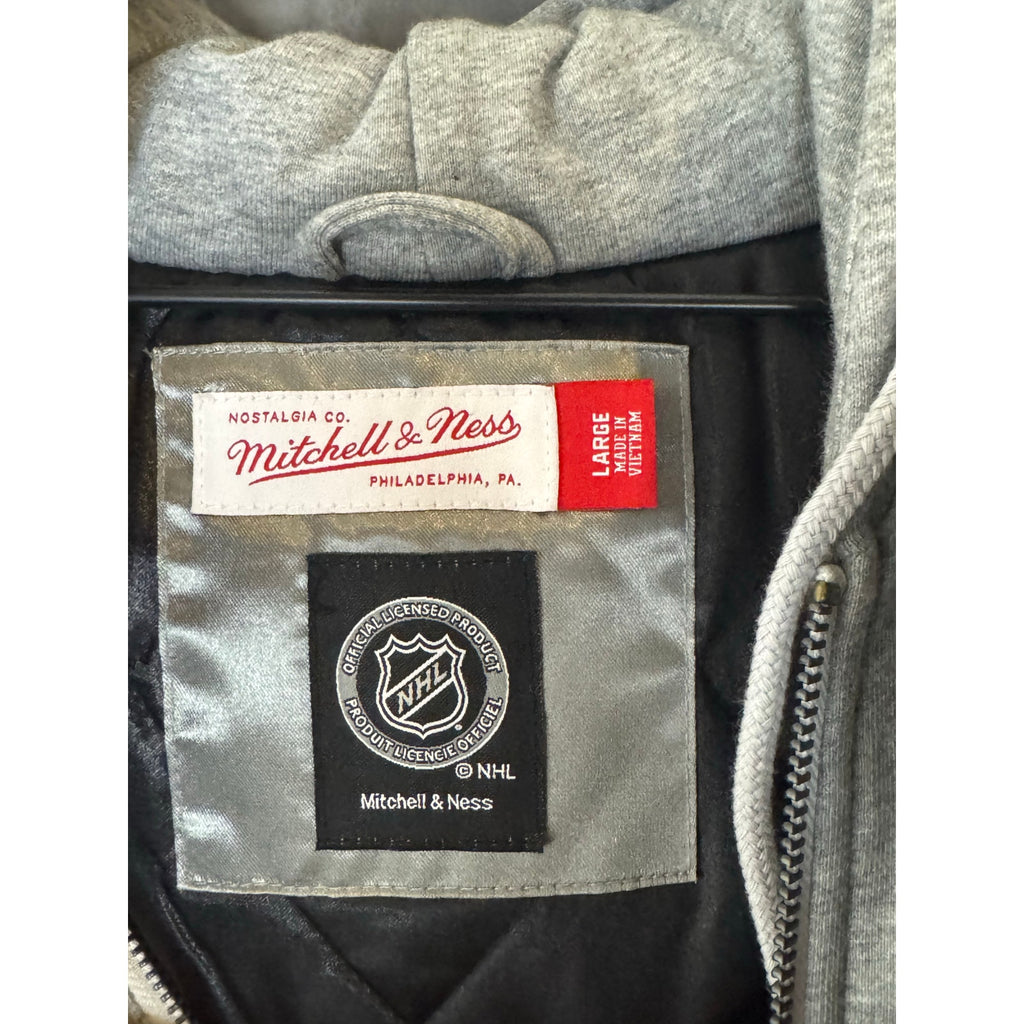 NOSTALGIA CO.
Mitchell & Ness
PHILADELPHIA, PA.
LARGE
MADE IN
VIETNAM
OFFICIAL LICENSED PRODUCT
NHL
PRODUIT LICENCIE OFFICIEL
© NHL
Mitchell & Ness